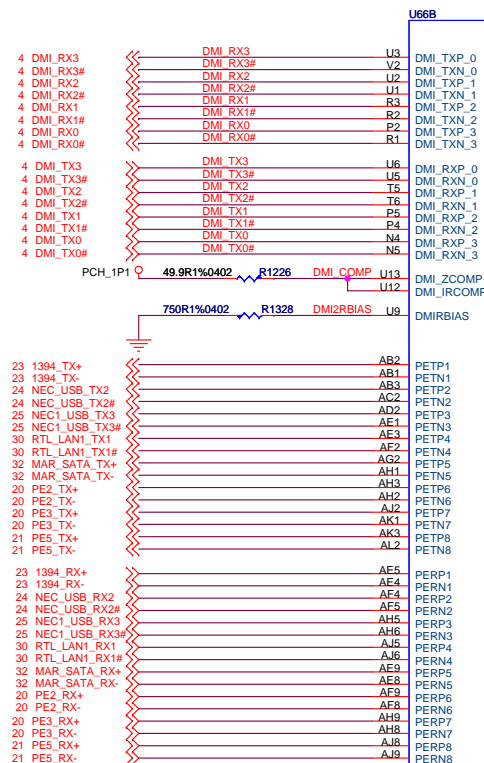 U66B
4 DMI_RX3 DMI_RX3 U3 DMI_TXP_0
4 DMI_RX3# DMI_RX3# V2 DMI_TXN_0
4 DMI_RX2 DMI_RX2 U2 DMI_TXP_1
4 DMI_RX2# DMI_RX2# U1 DMI_TXN_1
4 DMI_RX1 DMI_RX1 R3 DMI_TXP_2
4 DMI_RX1# DMI_RX1# R2 DMI_TXN_2
4 DMI_RX0 DMI_RX0 P2 DMI_TXP_3
4 DMI_RX0# DMI_RX0# R1 DMI_TXN_3
4 DMI_TX3 DMI_TX3 U6 DMI_RXP_0
4 DMI_TX3# DMI_TX3# U5 DMI_RXN_0
4 DMI_TX2 DMI_TX2 T5 DMI_RXP_1
4 DMI_TX2# DMI_TX2# T6 DMI_RXN_1
4 DMI_TX1 DMI_TX1 P5 DMI_RXP_2
4 DMI_TX1# DMI_TX1# P4 DMI_RXN_2
4 DMI_TX0 DMI_TX0 N4 DMI_RXP_3
4 DMI_TX0# DMI_TX0# N5 DMI_RXN_3
PCH_1P1 49.9R1%0402 R1226 DMI_COMP U13 DMI_ZCOMP
U12 DMI_IRCOMP
750R1%0402 R1328 DMI2RBIAS U9 DMIRBIAS
23 1394_TX+ AB2 PETP1
23 1394_TX- AB1 PETN1
24 NEC_USB_TX2 AB3 PETP2
24 NEC_USB_TX2# AC2 PETN2
25 NEC1_USB_TX3 AD2 PETP3
25 NEC1_USB_TX3# AE1 PETN3
30 RTL_LAN1_TX1 AE3 PETP4
30 RTL_LAN1_TX1# AF2 PETN4
32 MAR_SATA_TX+ AG2 PETP5
32 MAR_SATA_TX- AH1 PETN5
20 PE2_TX+ AH3 PETP6
20 PE2_TX- AH2 PETN6
20 PE3_TX+ AJ2 PETP7
20 PE3_TX- AK1 PETN7
21 PE5_TX+ AK3 PETP8
21 PE5_TX- AL2 PETN8
23 1394_RX+ AE5 PERP1
23 1394_RX- AE4 PERN1
24 NEC_USB_RX2 AF4 PERP2
24 NEC_USB_RX2# AF5 PERN2
25 NEC1_USB_RX3 AH5 PERP3
25 NEC1_USB_RX3# AH6 PERN3
30 RTL_LAN1_RX1 AJ5 PERP4
30 RTL_LAN1_RX1# AJ6 PERN4
32 MAR_SATA_RX+ AE9 PERP5
32 MAR_SATA_RX- AE8 PERN5
20 PE2_RX+ AF9 PERP6
20 PE2_RX- AF8 PERN6
20 PE3_RX+ AH9 PERP7
20 PE3_RX- AH8 PERN7
21 PE5_RX+ AJ8 PERP8
21 PE5_RX- AJ9 PERN8